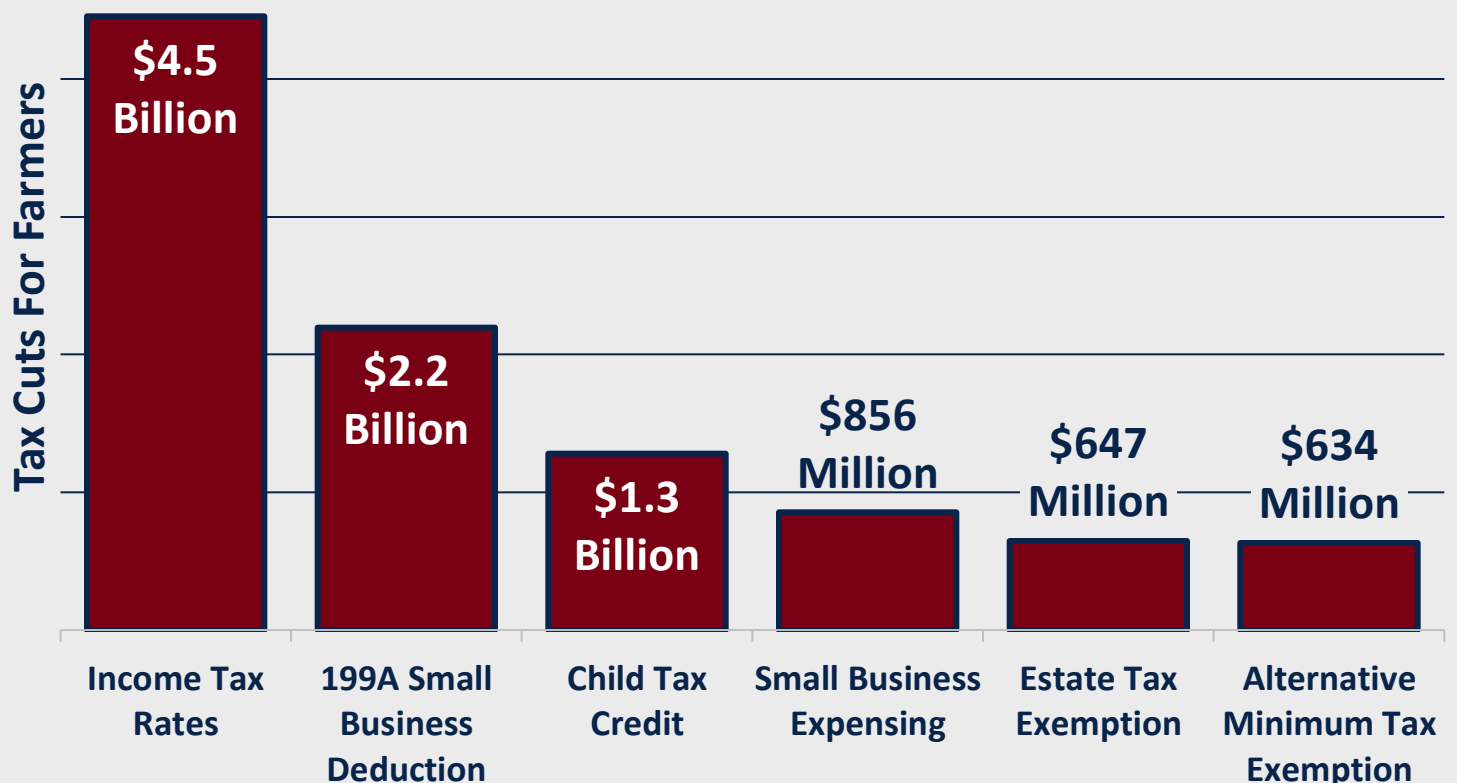 Tax Cuts For Farmers
$4.5
Billion
$2.2
Billion
$1.3
Billion
$856
Million
$647
Million
$634
Million
Income Tax
Rates
199A Small
Business
Deduction
Child Tax
Credit
Small Business
Expensing
Estate Tax
Exemption
Alternative
Minimum Tax
Exemption